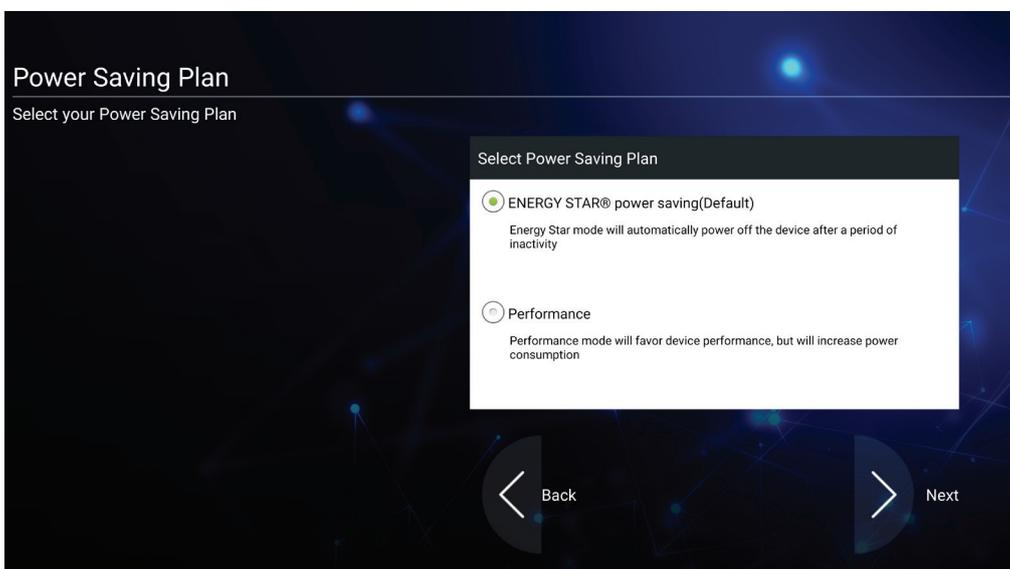 Power Saving Plan
Select your Power Saving Plan
Select Power Saving Plan
ENERGY STAR® power saving(Default)
Energy Star mode will automatically power off the device after a period of
inactivity
Performance
Performance mode will favor device performance, but will increase power
consumption
Back
Next